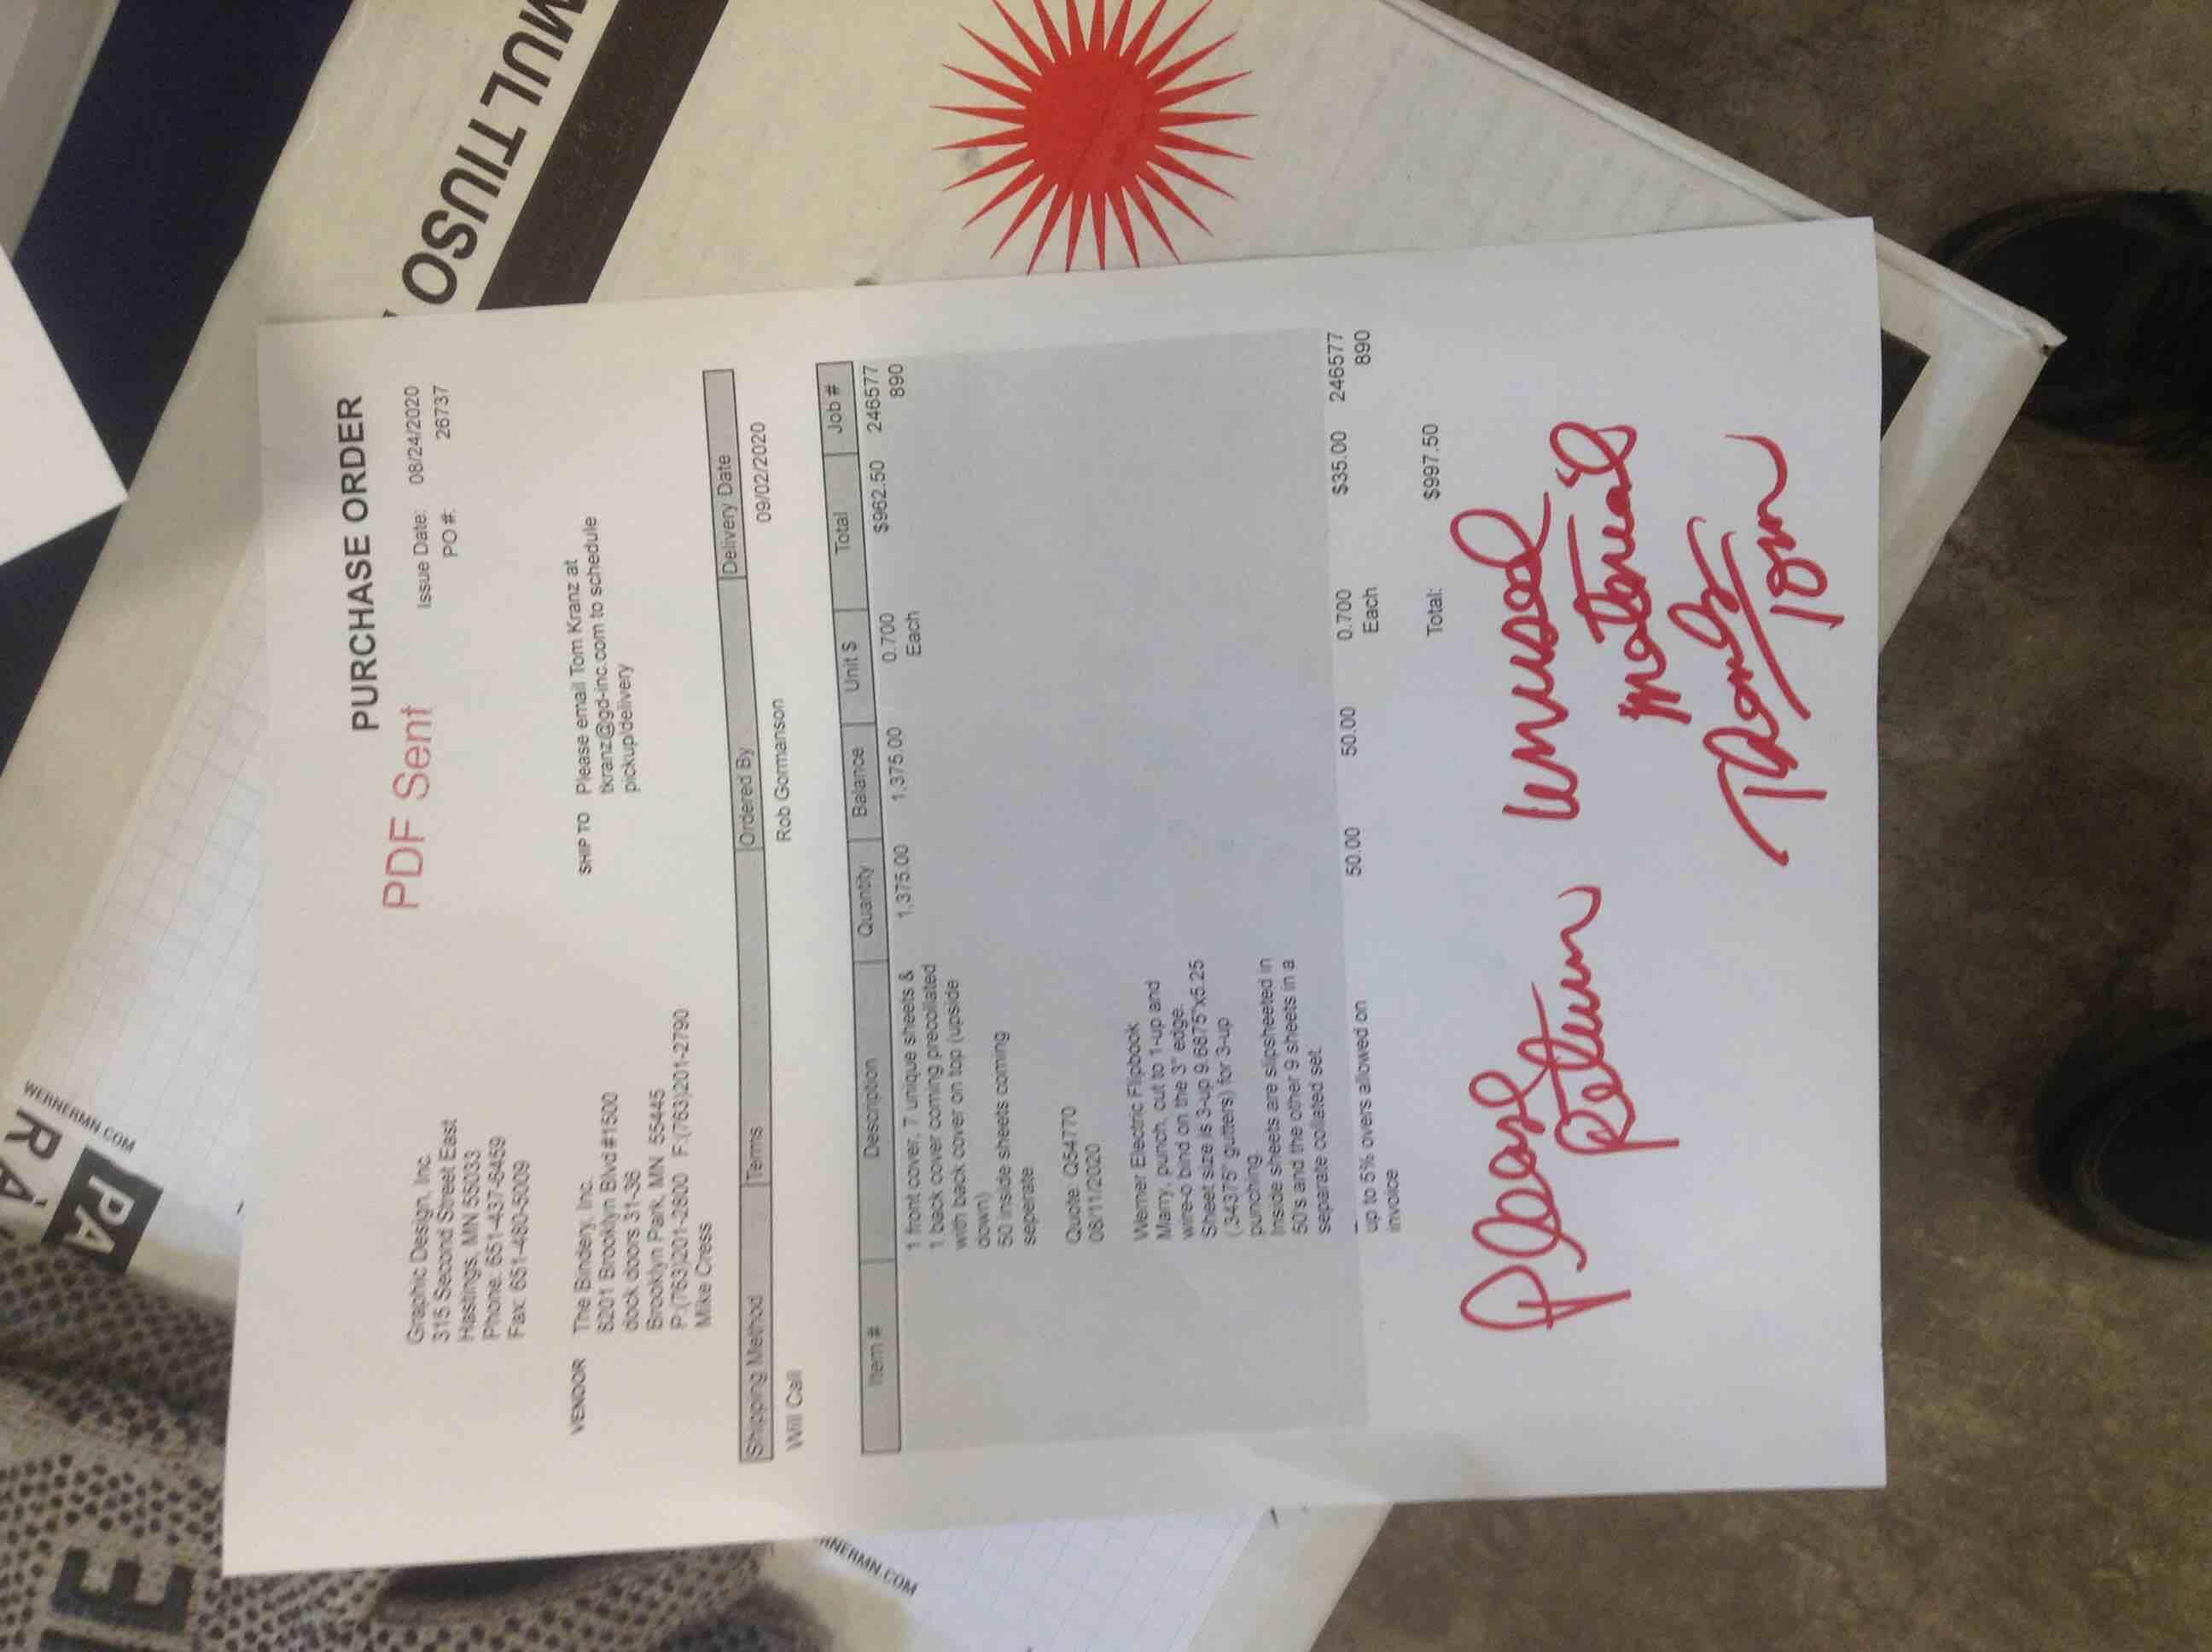 PURCHASE ORDER
PDF Sent
Issue Date: 08/24/2020
PO #: 26737
Graphic Design, Inc.
315 Second Street East
Hastings, MN 55033
Phone: 651-437-6459
Fax: 651-480-5009
VENDOR The Bindery, Inc.
8201 Brooklyn Blvd #1500
dock doors 31-36
Brooklyn Park, MN 55445
P:(763)201-2800 F:(763)201-2790
Mike Cress
SHIP TO Please email Tom Kranz at
tkranz@gd-inc.com to schedule
pickup/delivery
Shipping Method Terms Ordered By Delivery Date
Will Call Rob Gormanson 09/02/2020
Item # Description Quantity Balance Unit $ Total Job #
1 front cover, 7 unique sheets & 1,375.00 1,375.00 0.700 $962.50 246577
1 back cover coming precollated Each 890
with back cover on top (upside
down)
50 inside sheets coming
seperate
Quote: Q54770
08/11/2020
Werner Electric Flipbook
Marry, punch, cut to 1-up and
wire-o bind on the 3" edge.
Sheet size is 3-up 9.6875"x6.25
(.34375" gutters) for 3-up
punching.
Inside sheets are slipsheeted in
50's and the other 9 sheets in a
separate collated set.
50.00 50.00 0.700 $35.00 246577
up to 5% overs allowed on Each 890
invoice
Total: $997.50
Please unused
Return material
Thanks
Tom
MUL TIUSO
WERNERMN.COM
RA
PA
E
RNERMN.COM